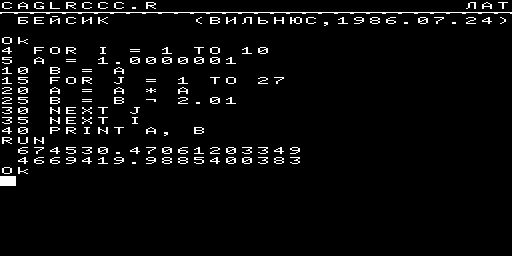 CAGLRCCC.R ЛАТ
БЕЙСИК (ВИЛЬНЮС,1986.07.24)
Ok
4 FOR I = 1 TO 10
5 A = 1.0000001
10 B = A
15 FOR J = 1 TO 27
20 A = A * A
25 B = B ¬ 2.01
30 NEXT J
35 NEXT I
40 PRINT A, B
RUN
674530.47061203349
4669419.9885400383
Ok